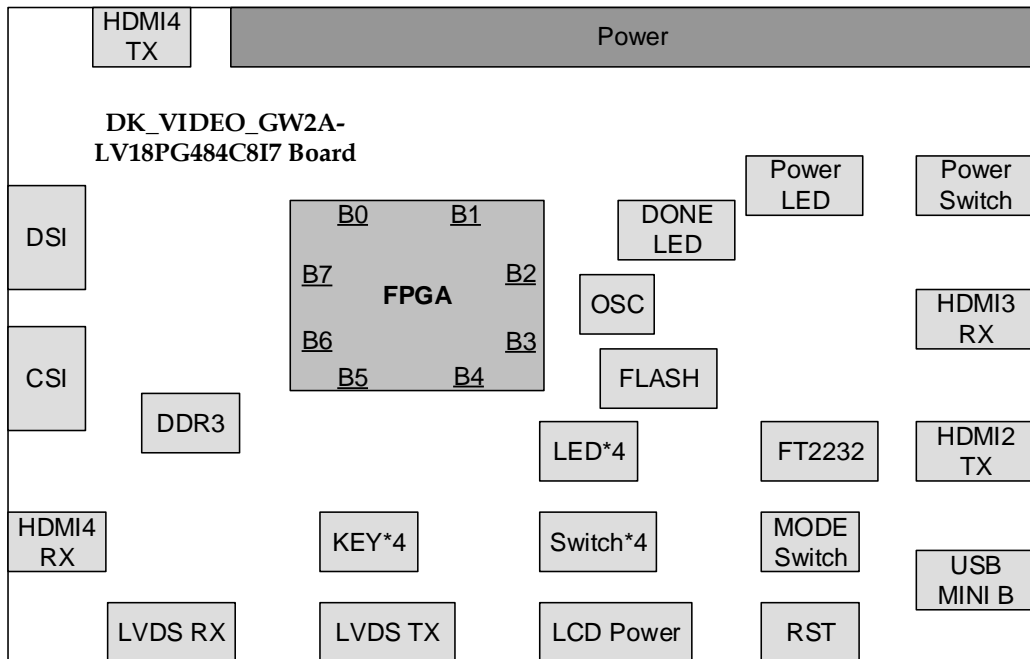 HDMI4
TX
Power
DK_VIDEO_GW2A-
LV18PG484C8I7 Board
Power
LED
Power
Switch
DSI
B0
B1
DONE
LED
B7
FPGA
B2
OSC
HDMI3
RX
B6
B3
CSI
B5
B4
FLASH
DDR3
LED*4
FT2232
HDMI2
TX
HDMI4
RX
KEY*4
Switch*4
MODE
Switch
USB
MINI B
LVDS RX
LVDS TX
LCD Power
RST